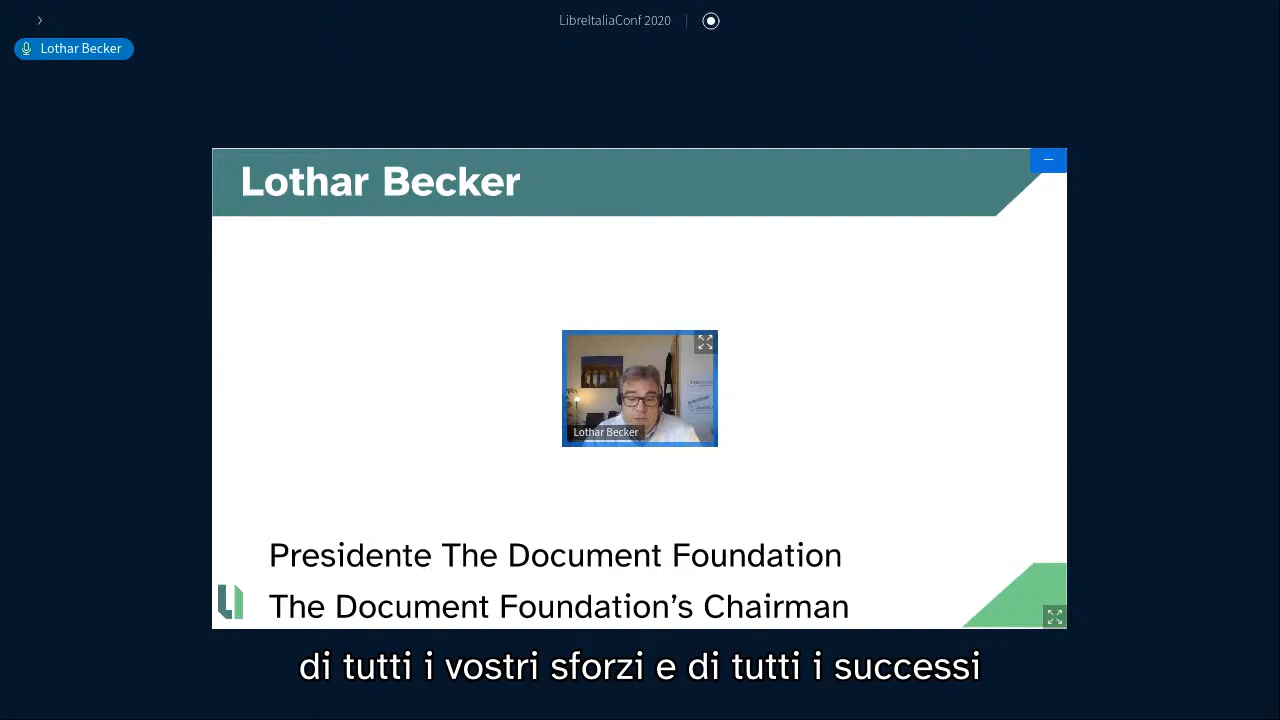 LibreItaliaConf 2020
Lothar Becker
Lothar Becker
Lothar Becker
Presidente The Document Foundation
The Document Foundation's Chairman
di tutti i vostri sforzi e di tutti i successi